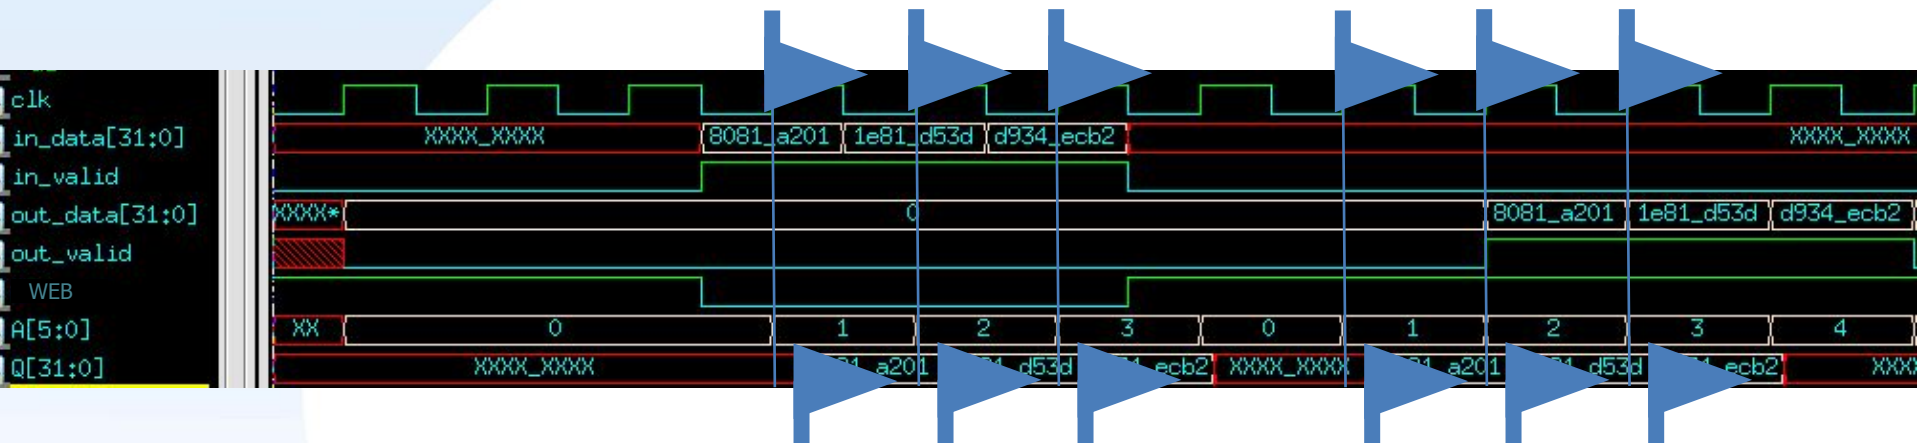 clk
in_data[31:0] XXXX_XXXX 8081_a201 1e81_d53d d934_ecb2 XXXX_XXXX
in_valid
out_data[31:0] XXXX* 0 8081_a201 1e81_d53d d934_ecb2
out_valid
WEB
A[5:0] XX 0 1 2 3 0 1 2 3 4
Q[31:0] XXXX_XXXX a201 d53d ecb2 XXXX_XXXX a201 d53d ecb2